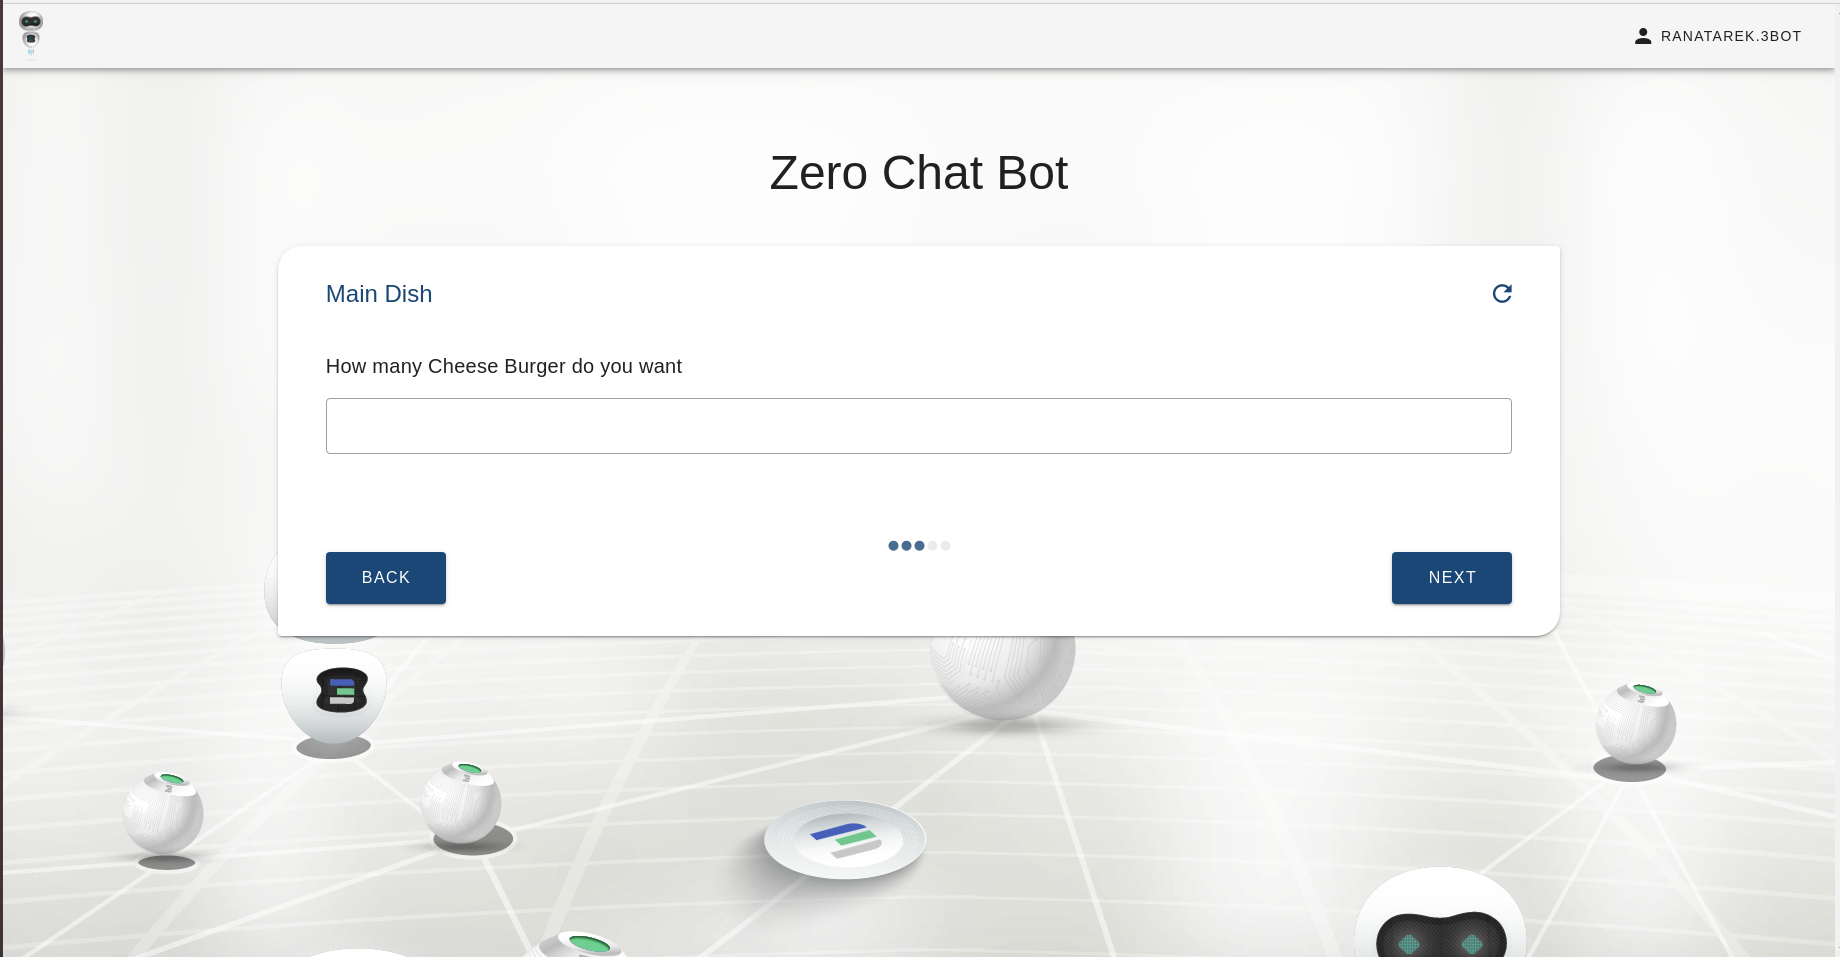 RANATAREK.3BOT
Zero Chat Bot
Main Dish
How many Cheese Burger do you want
BACK
NEXT